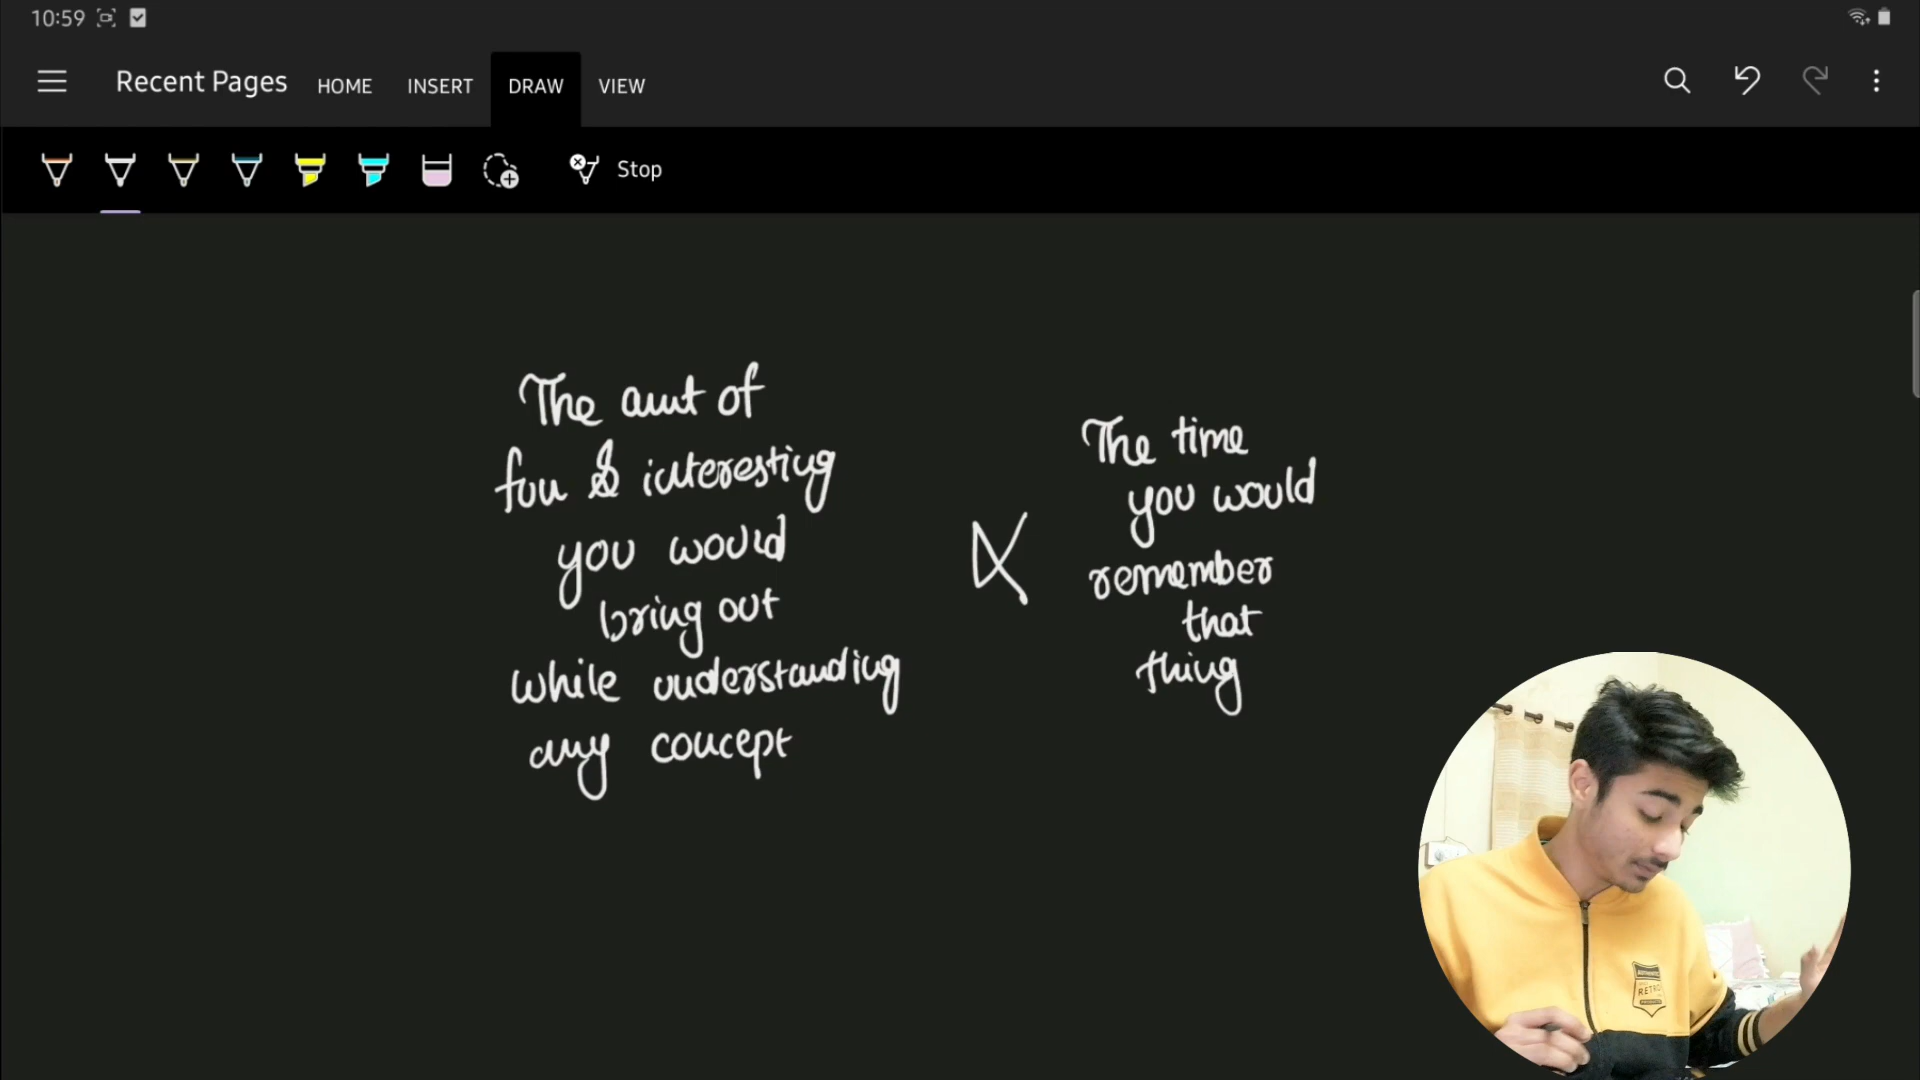 10:59
Recent Pages HOME INSERT DRAW VIEW
Stop
The amt of
fun & interesting
you would
bring out
while understanding
any concept
∝
The time
you would
remember
that
thing
RETRO